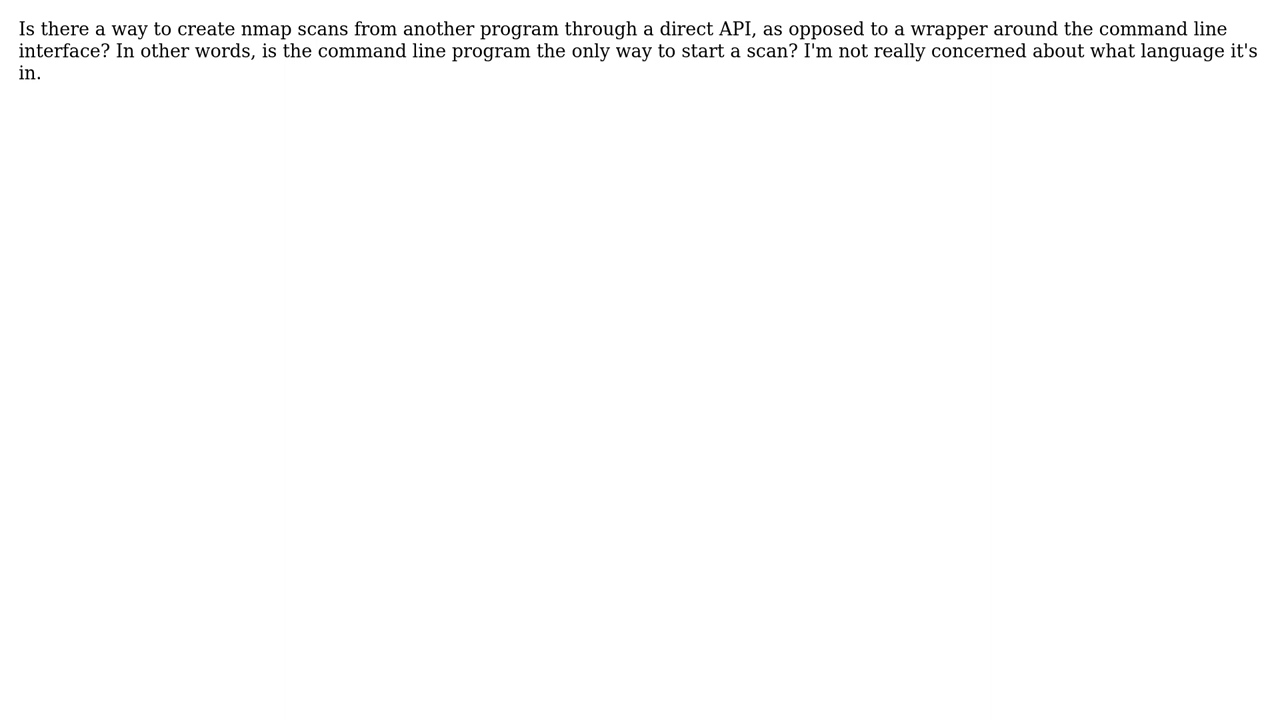 Is there a way to create nmap scans from another program through a direct API, as opposed to a wrapper around the command line
interface? In other words, is the command line program the only way to start a scan? I'm not really concerned about what language it's
in.